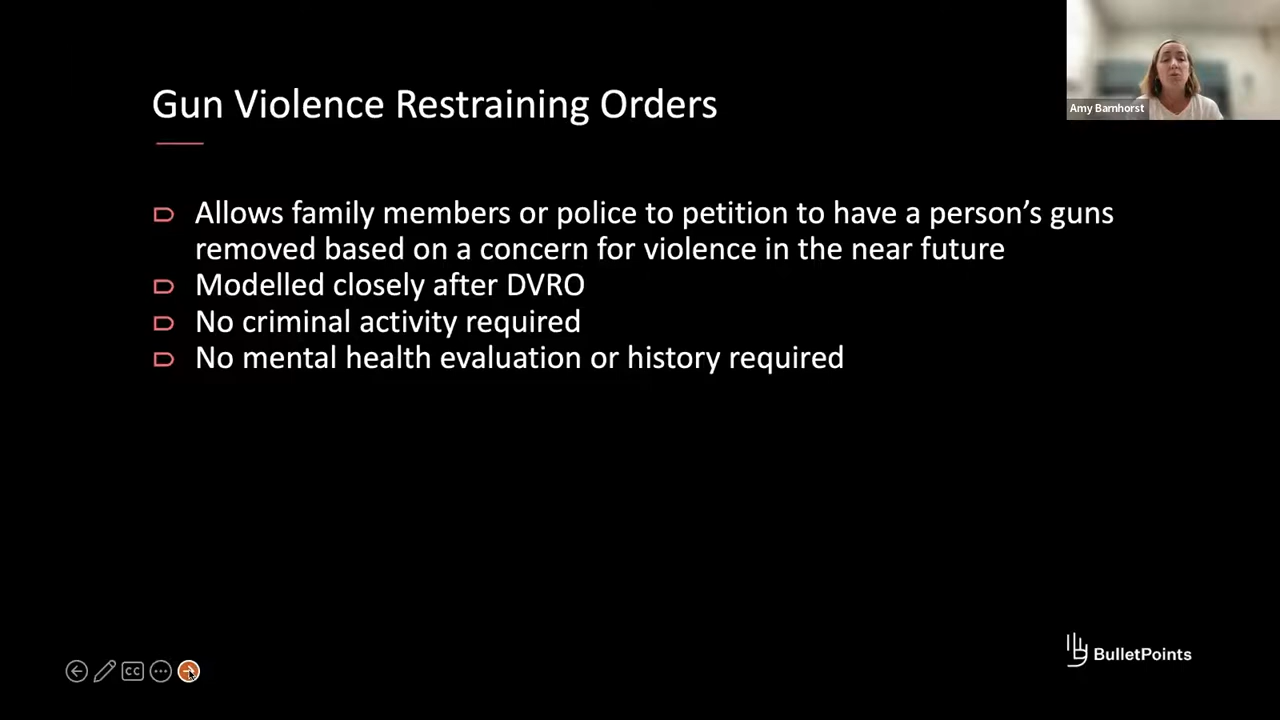 Amy Barnhorst
Gun Violence Restraining Orders
Allows family members or police to petition to have a person’s guns
removed based on a concern for violence in the near future
Modelled closely after DVRO
No criminal activity required
No mental health evaluation or history required
CC
BulletPoints